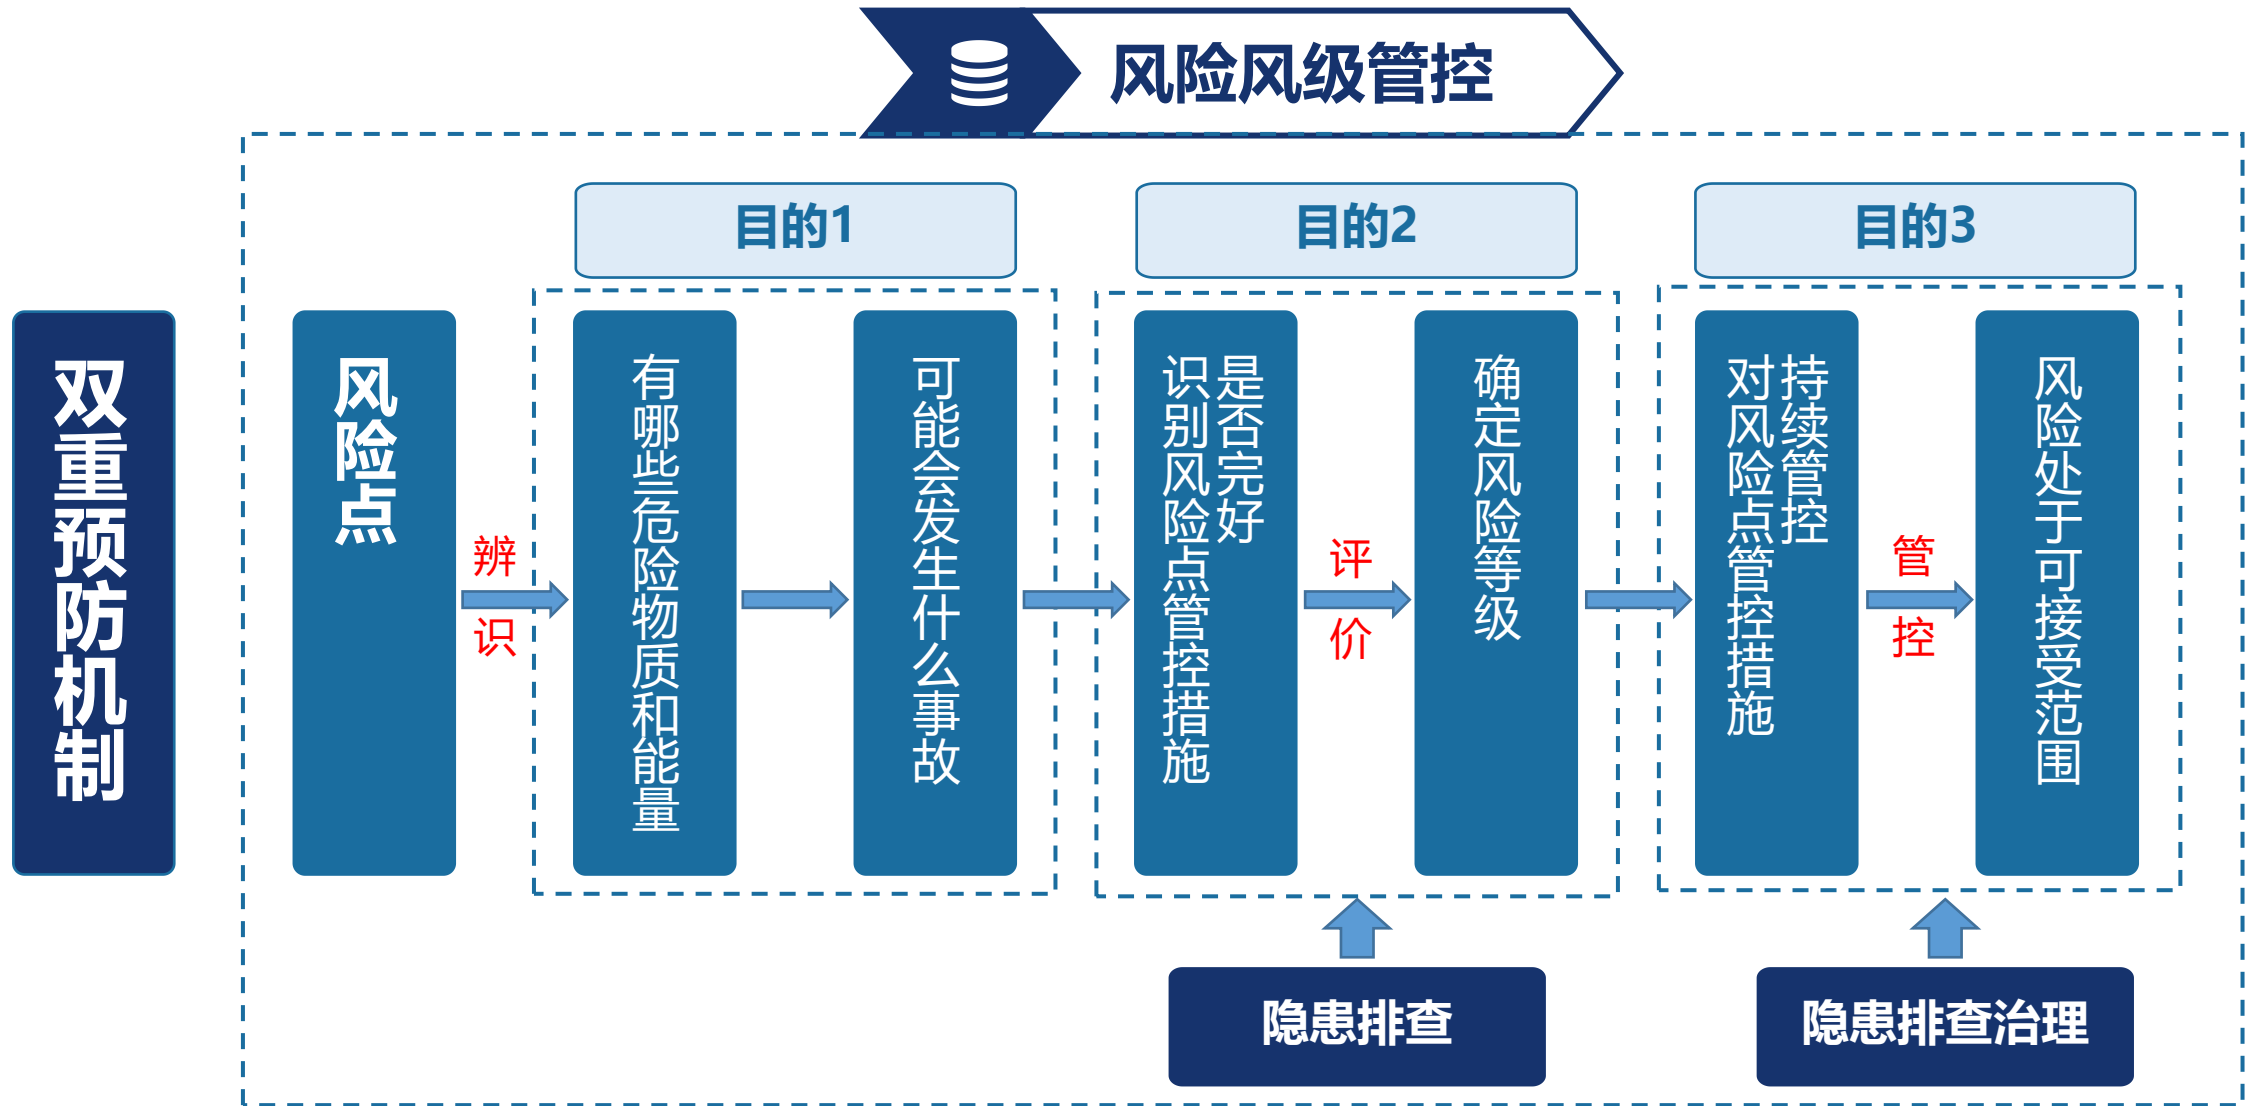 风险风级管控
目的1
目的2
目的3
双重预防机制
风险点
辨识
有哪些危险物质和能量
可能会发生什么事故
识别风险点管控措施
是否完好
评价
确定风险等级
对风险点管控措施
持续管控
管控
风险处于可接受范围
隐患排查
隐患排查治理